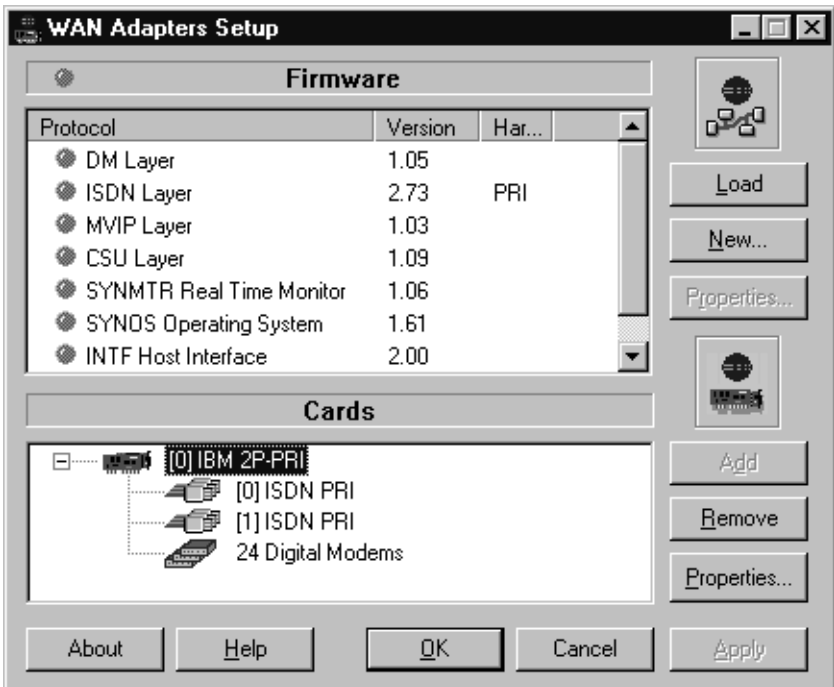 WAN Adapters Setup
Firmware
Protocol Version Har...
DM Layer 1.05
ISDN Layer 2.73 PRI
MVIP Layer 1.03
CSU Layer 1.09
SYNMTR Real Time Monitor 1.06
SYNOS Operating System 1.61
INTF Host Interface 2.00
Load
New...
Properties...
Cards
[0] IBM 2P-PRI
[0] ISDN PRI
[1] ISDN PRI
24 Digital Modems
Add
Remove
Properties...
About Help OK Cancel Apply